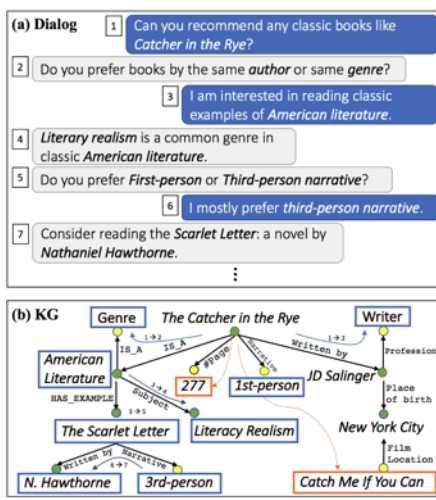 (a) Dialog
1
Can you recommend any classic books like
Catcher in the Rye?
2
Do you prefer books by the same author or same genre?
3
I am interested in reading classic
examples of American literature.
4
Literary realism is a common genre in
classic American literature.
5
Do you prefer First-person or Third-person narrative?
6
I mostly prefer third-person narrative.
7
Consider reading the Scarlet Letter: a novel by
Nathaniel Hawthorne.
⋮
(b) KG
Genre
The Catcher in the Rye
Writer
1→2
1→2
IS_A
IS_A
#Page
Narrative
Written by
Profession
American
Literature
277
1st-person
JD Salinger
HAS_EXAMPLE
Subject
3→4
3→5
Place
of birth
The Scarlet Letter
Literacy Realism
New York City
Written by
Narrative
6→7
Film
Location
N. Hawthorne
3rd-person
Catch Me If You Can